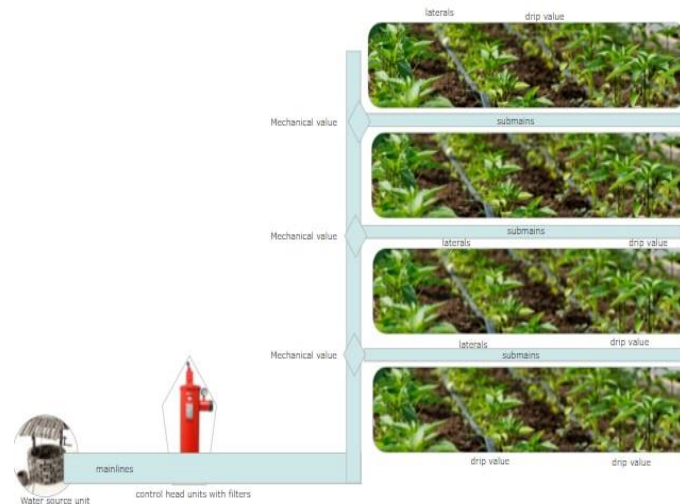 laterals
drip value
Mechanical value
submains
Mechanical value
submains
laterals
drip value
Mechanical value
laterals
drip value
submains
drip value
drip value
mainlines
Water source unit
control head units with filters